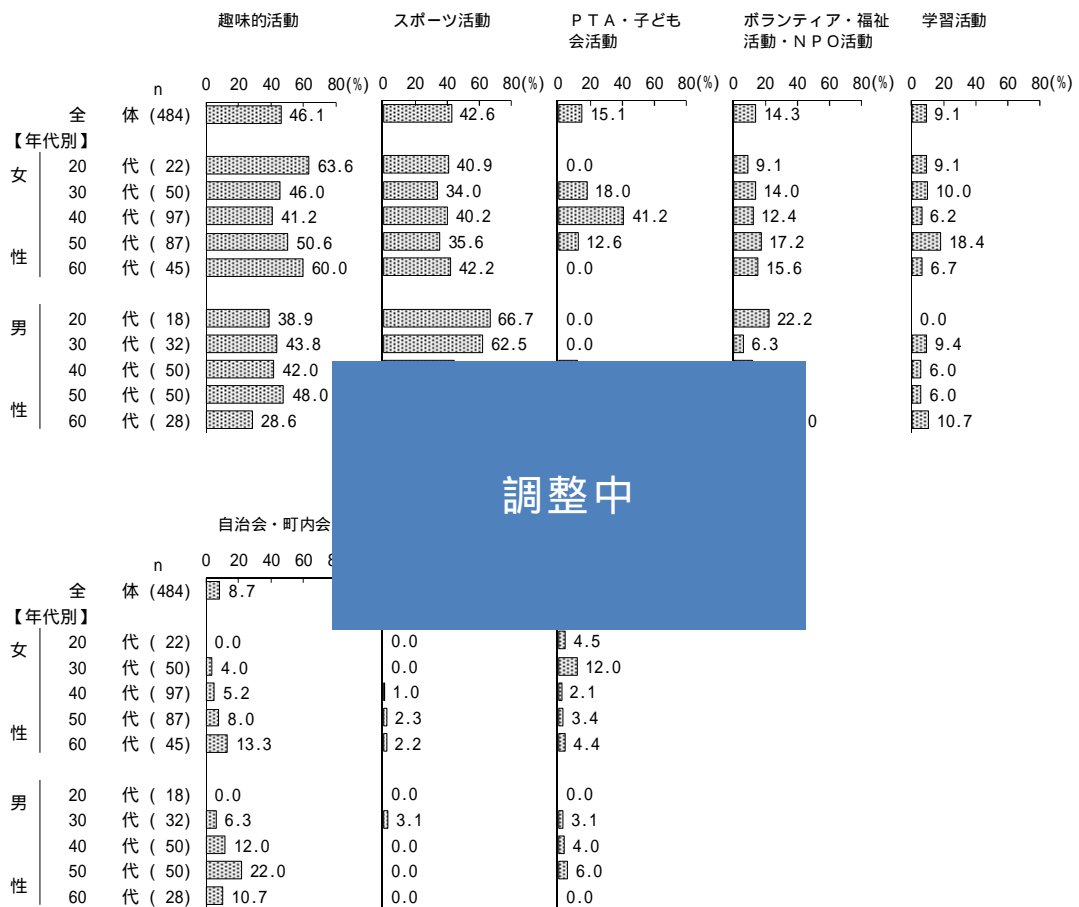 趣味的活動 スポーツ活動 ＰＴＡ・子ども会活動 ボランティア・福祉活動・ＮＰＯ活動 学習活動
n 0 20 40 60 80(%) 0 20 40 60 80(%) 0 20 40 60 80(%) 0 20 40 60 80(%) 0 20 40 60 80(%)
全 体 (484) 46.1 42.6 15.1 14.3 9.1
【年代別】
女性
20 代 ( 22) 63.6 40.9 0.0 9.1 9.1
30 代 ( 50) 46.0 34.0 18.0 14.0 10.0
40 代 ( 97) 41.2 40.2 41.2 12.4 6.2
50 代 ( 87) 50.6 35.6 12.6 17.2 18.4
60 代 ( 45) 60.0 42.2 0.0 15.6 6.7
男性
20 代 ( 18) 38.9 66.7 0.0 22.2 0.0
30 代 ( 32) 43.8 62.5 0.0 6.3 9.4
40 代 ( 50) 42.0 6.0
50 代 ( 50) 48.0 6.0
60 代 ( 28) 28.6 0 10.7
調整中
自治会・町内会
n 0 20 40 60
全 体 (484) 8.7
【年代別】
女性
20 代 ( 22) 0.0 0.0 4.5
30 代 ( 50) 4.0 0.0 12.0
40 代 ( 97) 5.2 1.0 2.1
50 代 ( 87) 8.0 2.3 3.4
60 代 ( 45) 13.3 2.2 4.4
男性
20 代 ( 18) 0.0 0.0 0.0
30 代 ( 32) 6.3 3.1 3.1
40 代 ( 50) 12.0 0.0 4.0
50 代 ( 50) 22.0 0.0 6.0
60 代 ( 28) 10.7 0.0 0.0